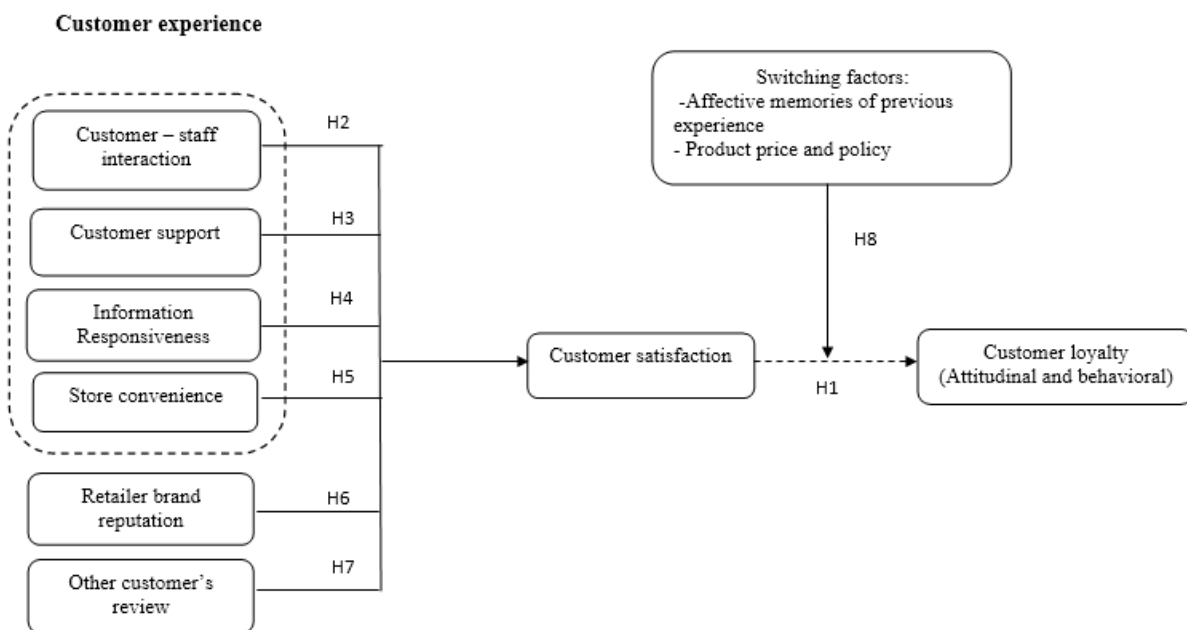 Customer experience
Switching factors:
-Affective memories of previous
experience
- Product price and policy
Customer – staff
interaction
H2
Customer support
H3
H8
Information
Responsiveness
H4
Customer satisfaction
H1
Customer loyalty
(Attitudinal and behavioral)
Store convenience
H5
Retailer brand
reputation
H6
Other customer’s
review
H7